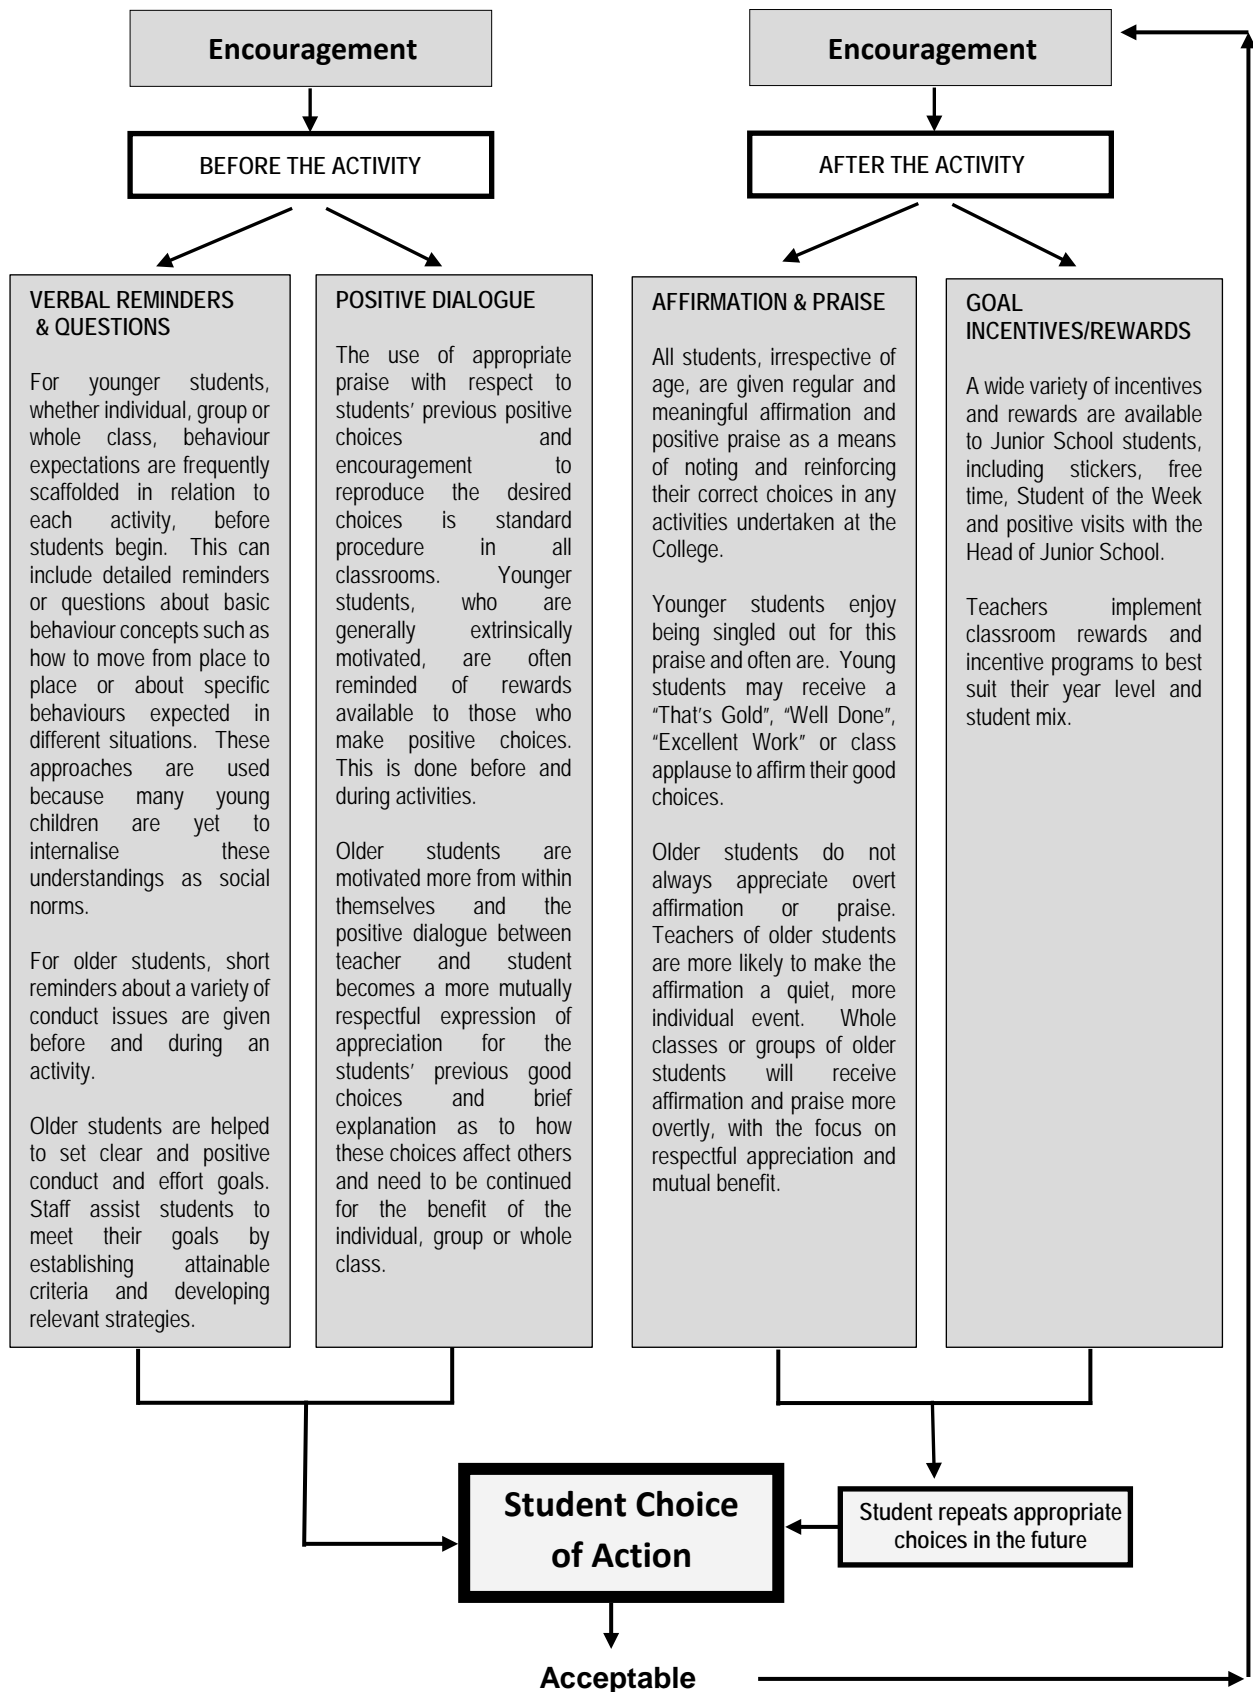 Encouragement
BEFORE THE ACTIVITY
VERBAL REMINDERS
& QUESTIONS
For younger students,
whether individual, group or
whole class, behaviour
expectations are frequently
scaffolded in relation to
each activity, before
students begin. This can
include detailed reminders
or questions about basic
behaviour concepts such as
how to move from place to
place or about specific
behaviours expected in
different situations. These
approaches are used
because many young
children are yet to
internalise these
understandings as social
norms.
For older students, short
reminders about a variety of
conduct issues are given
before and during an
activity.
Older students are helped
to set clear and positive
conduct and effort goals.
Staff assist students to
meet their goals by
establishing attainable
criteria and developing
relevant strategies.
POSITIVE DIALOGUE
The use of appropriate
praise with respect to
students' previous positive
choices and
encouragement to
reproduce the desired
choices is standard
procedure in all
classrooms. Younger
students, who are
generally extrinsically
motivated, are often
reminded of rewards
available to those who
make positive choices.
This is done before and
during activities.
Older students are
motivated more from within
themselves and the
positive dialogue between
teacher and student
becomes a more mutually
respectful expression of
appreciation for the
students' previous good
choices and brief
explanation as to how
these choices affect others
and need to be continued
for the benefit of the
individual, group or whole
class.
Encouragement
AFTER THE ACTIVITY
AFFIRMATION & PRAISE
All students, irrespective of
age, are given regular and
meaningful affirmation and
positive praise as a means
of noting and reinforcing
their correct choices in any
activities undertaken at the
College.
Younger students enjoy
being singled out for this
praise and often are. Young
students may receive a
"That's Gold", "Well Done",
"Excellent Work" or class
applause to affirm their good
choices.
Older students do not
always appreciate overt
affirmation or praise.
Teachers of older students
are more likely to make the
affirmation a quiet, more
individual event. Whole
classes or groups of older
students will receive
affirmation and praise more
overtly, with the focus on
respectful appreciation and
mutual benefit.
GOAL
INCENTIVES/REWARDS
A wide variety of incentives
and rewards are available
to Junior School students,
including stickers, free
time, Student of the Week
and positive visits with the
Head of Junior School.
Teachers implement
classroom rewards and
incentive programs to best
suit their year level and
student mix.
Student Choice
of Action
Student repeats appropriate
choices in the future
Acceptable